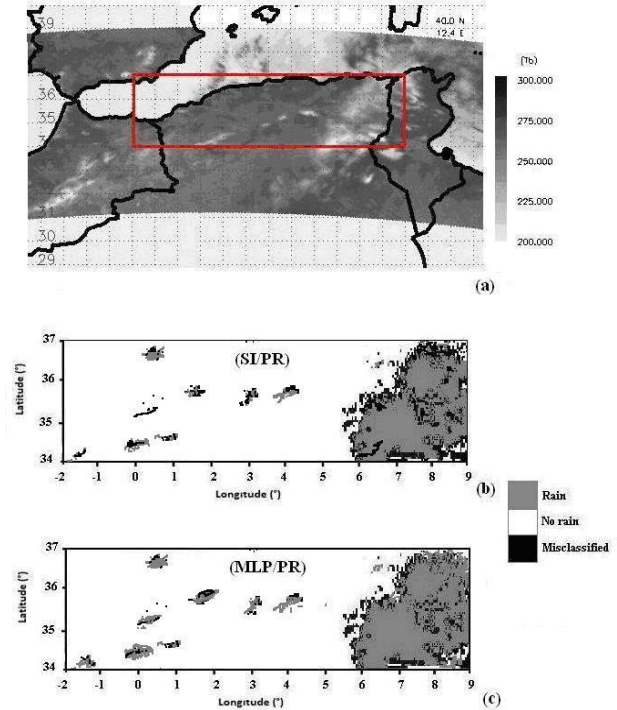 39
40.0 N
12.4 E
(Tb)
300.000
36
275.000
35
250.000
34
225.000
31
200.000
30
29
(a)
37
(SI/PR)
36
Latitude (°)
35
34
-2 -1 0 1 2 3 4 5 6 7 8 9
Longitude (°)
(b)
Rain
No rain
Misclassified
37
(MLP/PR)
36
Latitude (°)
35
34
-2 -1 0 1 2 3 4 5 6 7 8 9
Longitude (°)
(c)